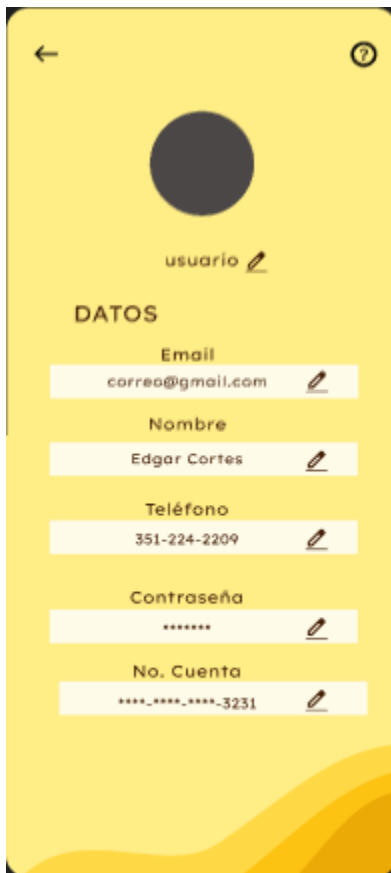 ?
usuario
DATOS
Email
correo@gmail.com
Nombre
Edgar Cortes
Teléfono
351-224-2209
Contraseña
*******
No. Cuenta
****-****-****-3231